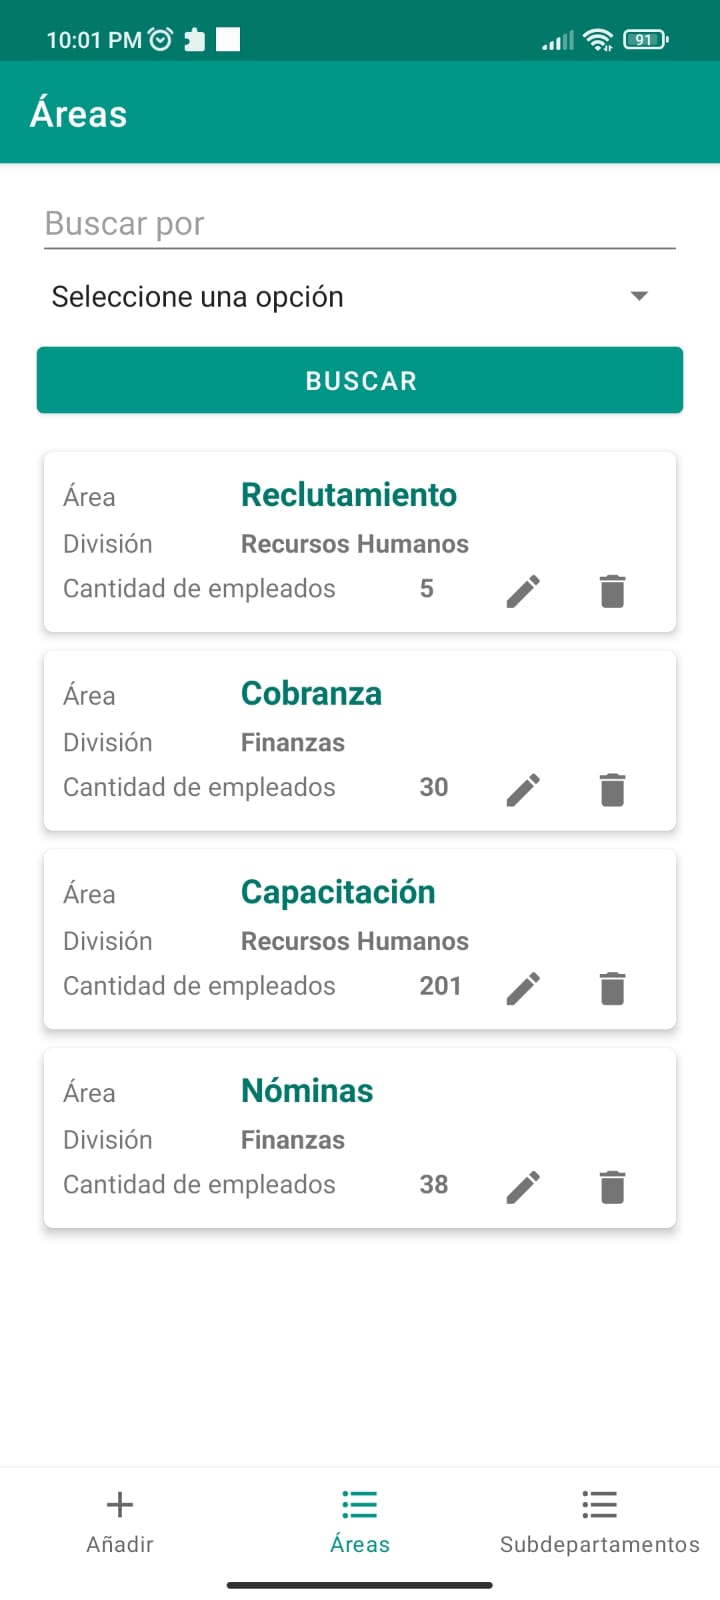 10:01 PM 91
Áreas
Buscar por
Seleccione una opción
BUSCAR
Área Reclutamiento
División Recursos Humanos
Cantidad de empleados 5
Área Cobranza
División Finanzas
Cantidad de empleados 30
Área Capacitación
División Recursos Humanos
Cantidad de empleados 201
Área Nóminas
División Finanzas
Cantidad de empleados 38
Añadir Áreas Subdepartamentos